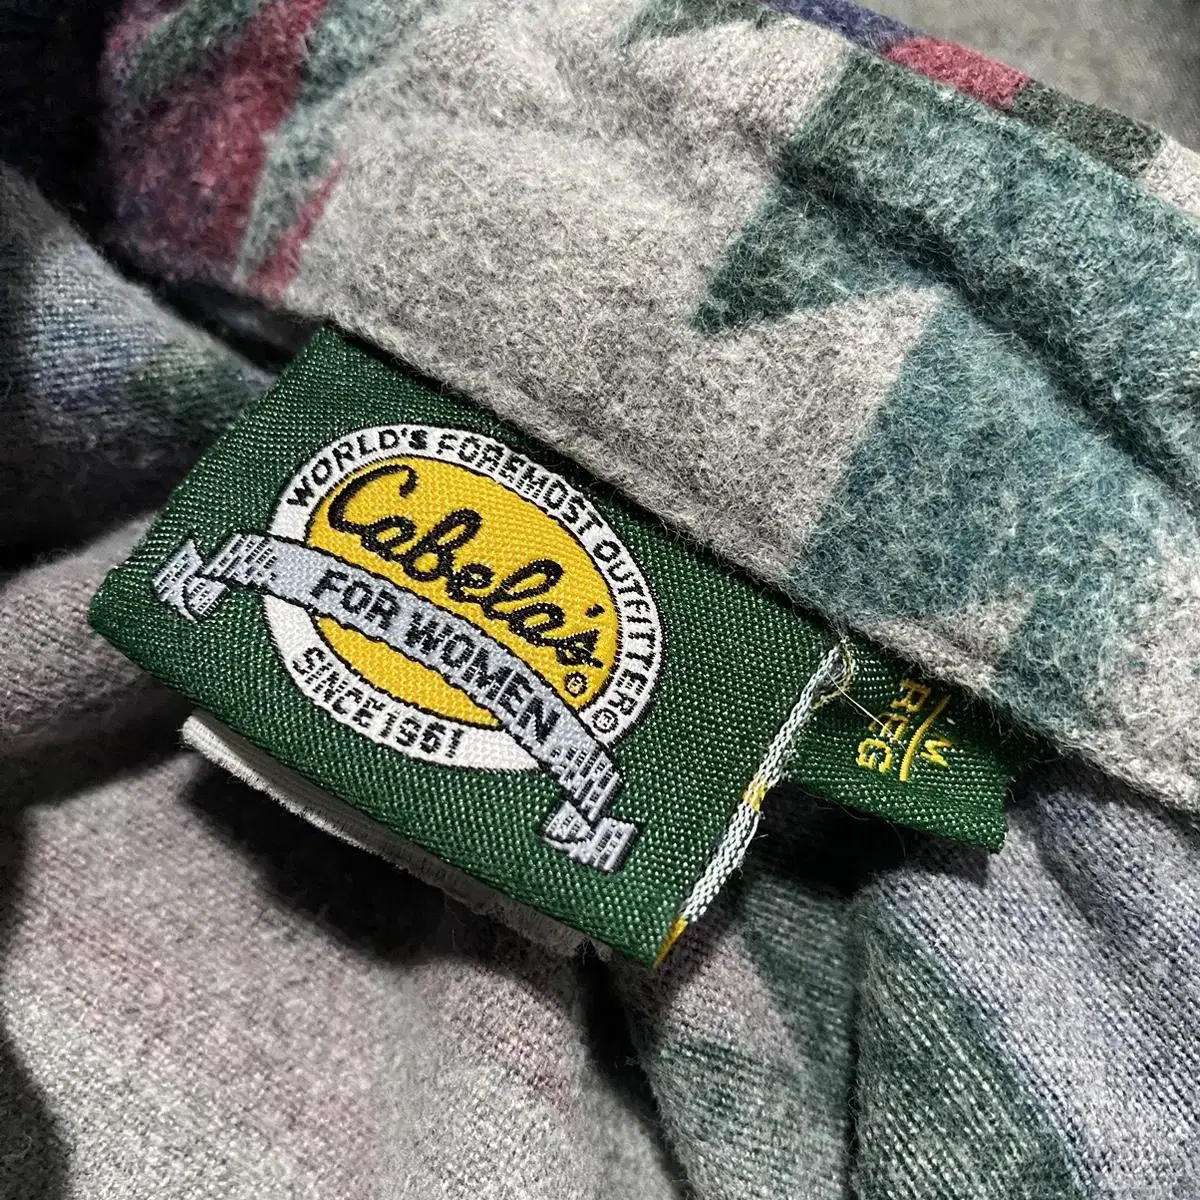 WORLD'S FOREMOST OUTFITTER®
Cabela's®
FOR WOMEN
SINCE 1961
M
REG